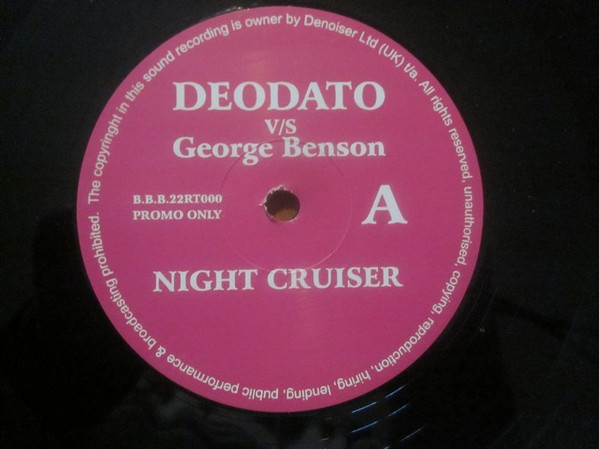 The copyringht in this sound recording is owner by Denoiser Ltd (UK) t/a. All rights reserved, unauthorised, copying, reproduction, hiring, lending, public performance & broadcasting prohibited.
DEODATO
V/S
George Benson
B.B.B.22RT000
PROMO ONLY
A
NIGHT CRUISER